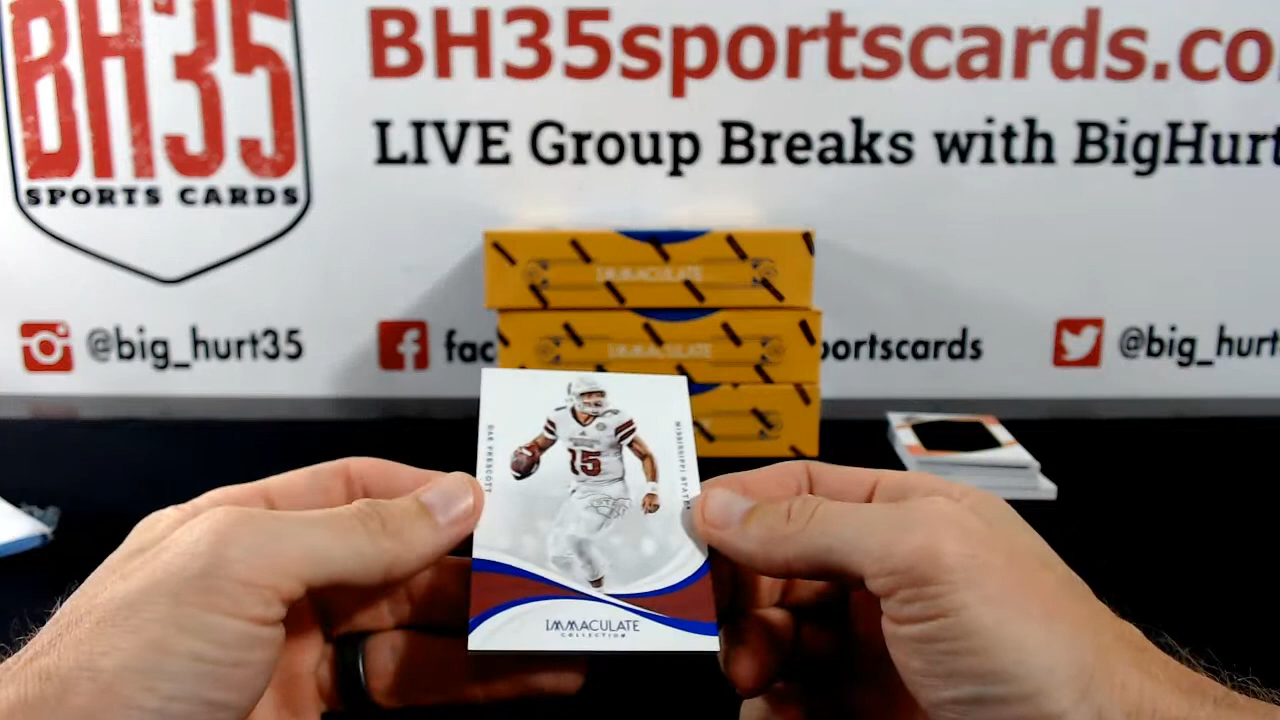 BH35
SPORTS CARDS
BH35sportscards.co
LIVE Group Breaks with BigHurt
@big_hurt35
fac
portscards
@big_hurt
IMMACULATE
IMMACULATE
DAK PRESCOTT
MISSISSIPPI STATE
15
IMMACULATE
COLLECTION